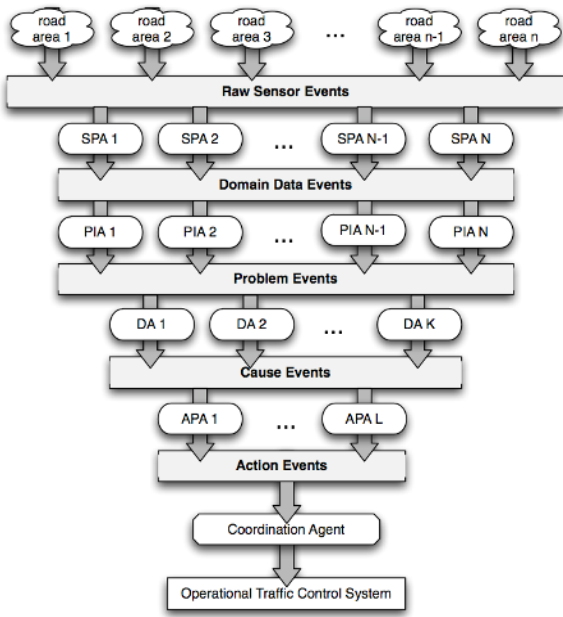 road area 1 road area 2 road area 3 ... road area n-1 road area n
Raw Sensor Events
SPA 1 SPA 2 ... SPA N-1 SPA N
Domain Data Events
PIA 1 PIA 2 ... PIA N-1 PIA N
Problem Events
DA 1 DA 2 ... DA K
Cause Events
APA 1 ... APA L
Action Events
Coordination Agent
Operational Traffic Control System